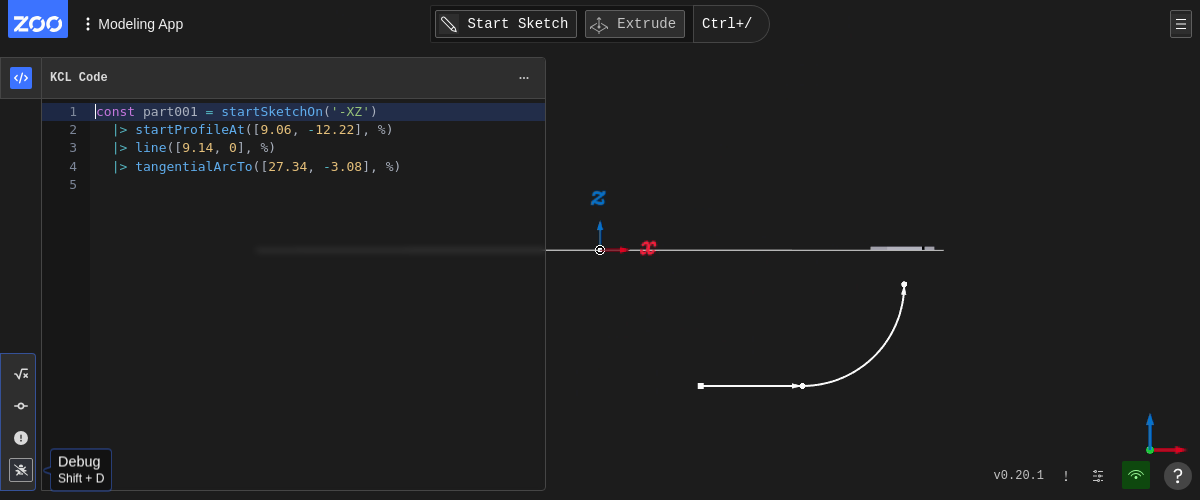 ZOO
Modeling App
Start Sketch
Extrude
Ctrl+/
KCL Code
...
1 const part001 = startSketchOn('-XZ')
2 |> startProfileAt([9.06, -12.22], %)
3 |> line([9.14, 0], %)
4 |> tangentialArcTo([27.34, -3.08], %)
5
z
x
Debug
Shift + D
v0.20.1
!
?